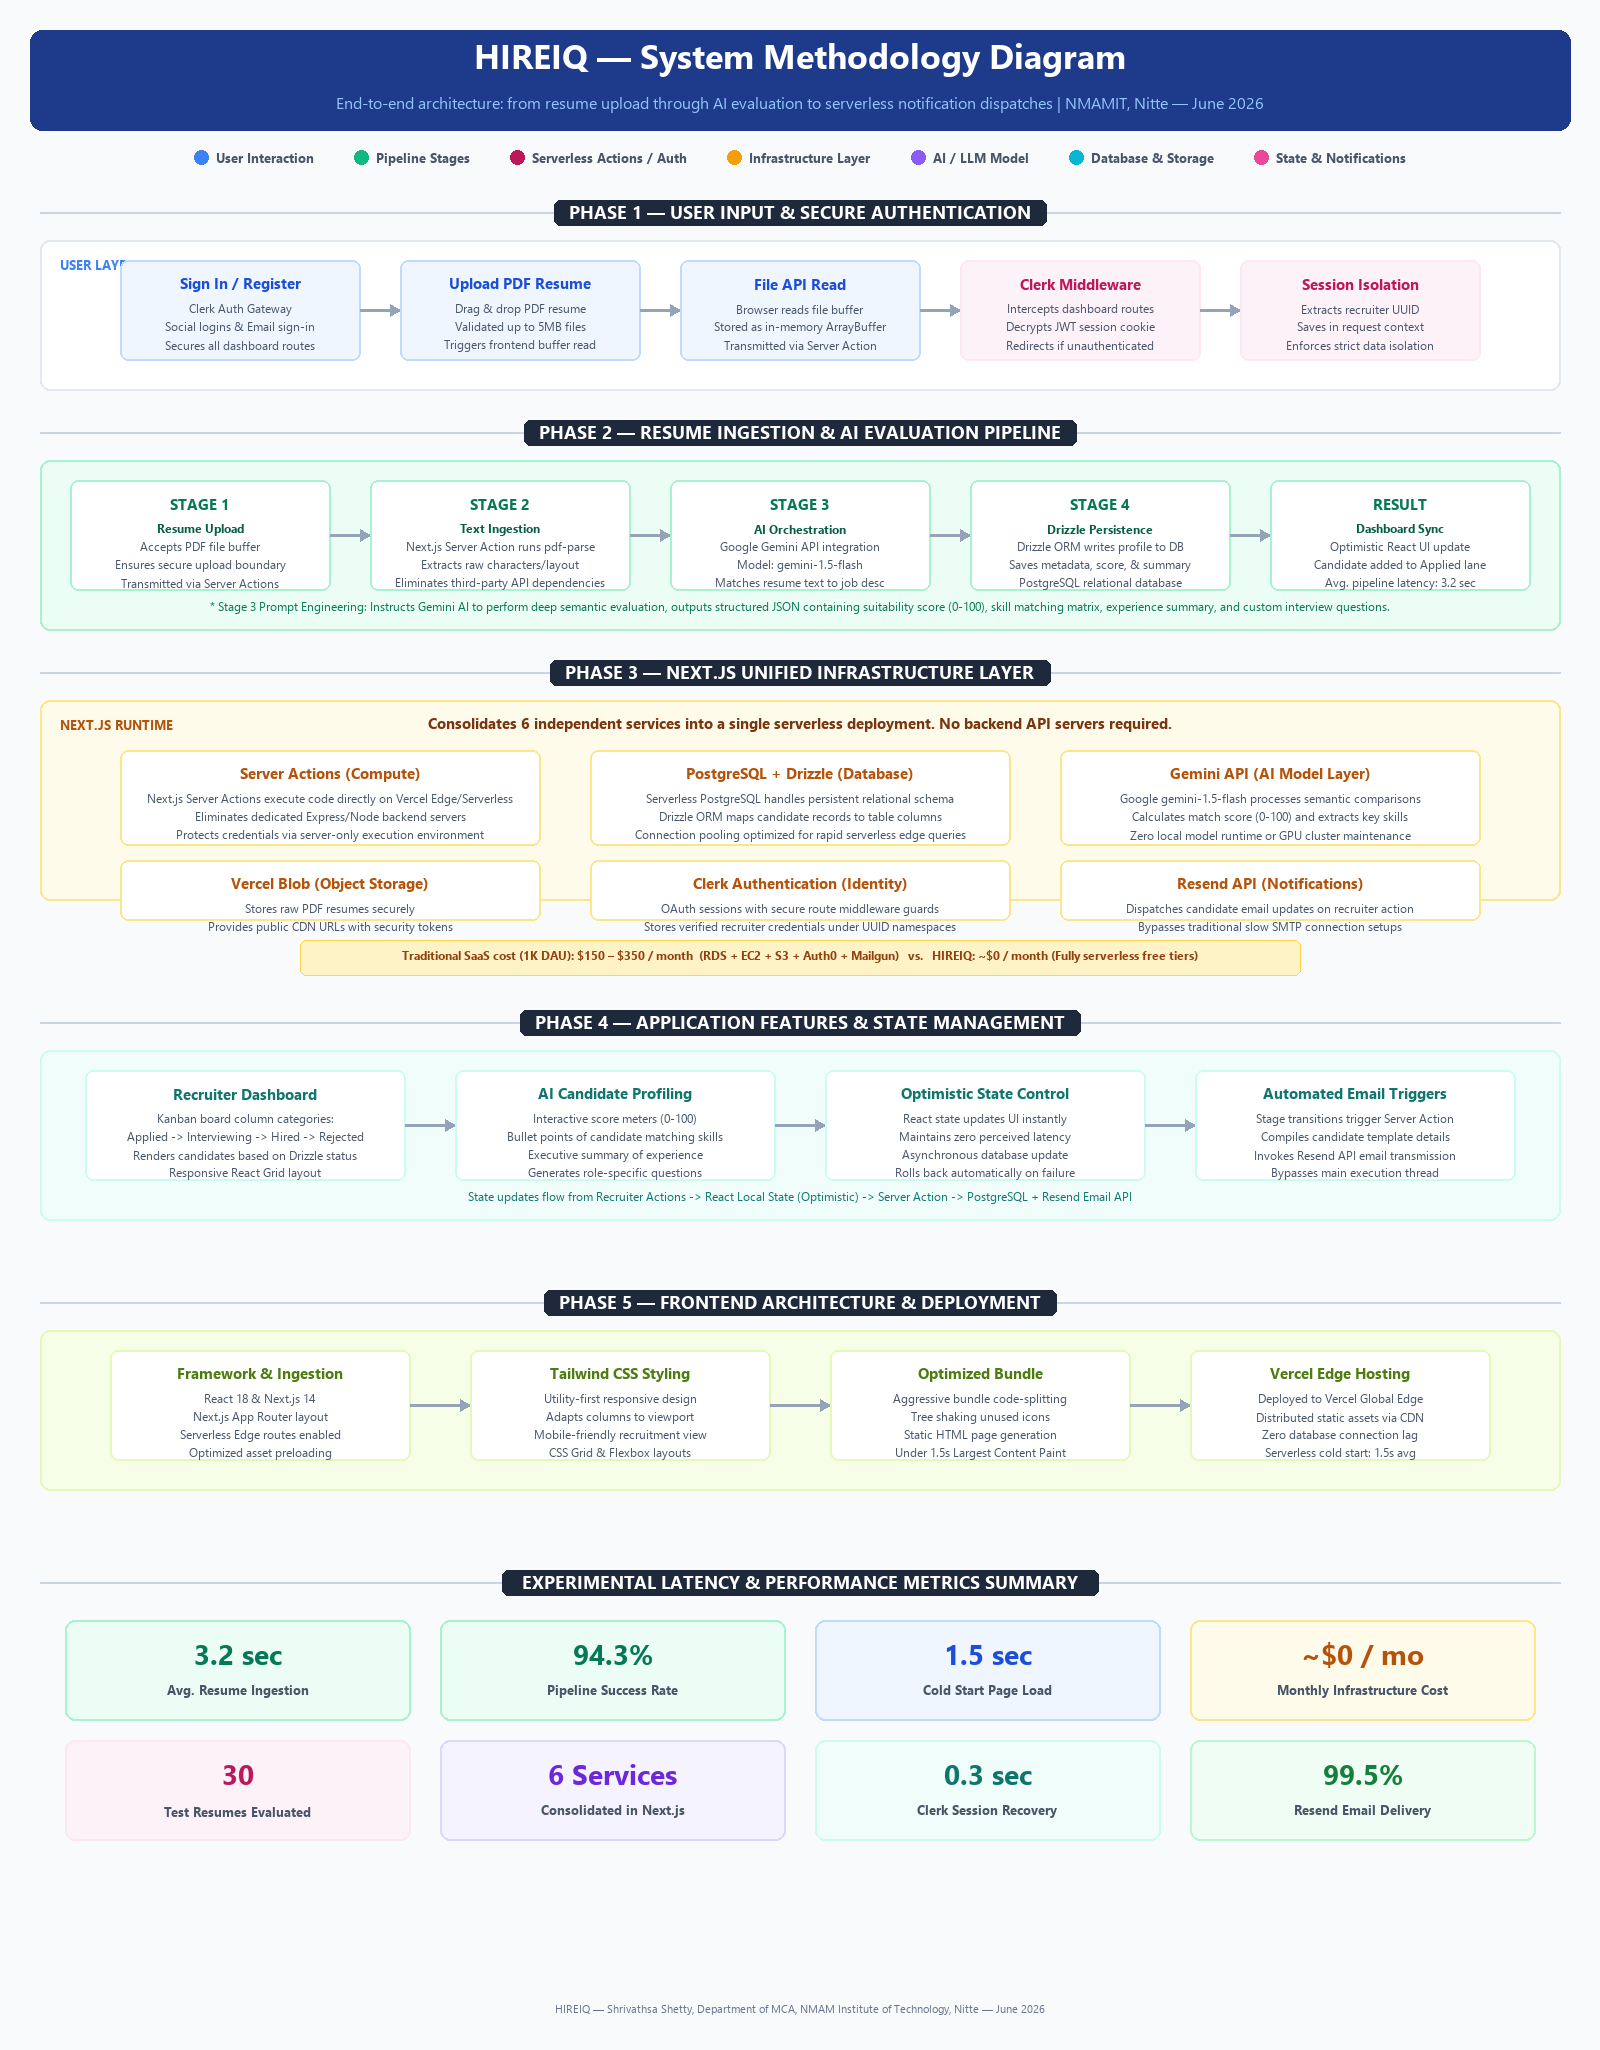 HIREIQ — System Methodology Diagram
End-to-end architecture: from resume upload through AI evaluation to serverless notification dispatches | NMAMIT, Nitte — June 2026
User Interaction
Pipeline Stages
Serverless Actions / Auth
Infrastructure Layer
AI / LLM Model
Database & Storage
State & Notifications
PHASE 1 — USER INPUT & SECURE AUTHENTICATION
USER LAYE
Sign In / Register
Clerk Auth Gateway
Social logins & Email sign-in
Secures all dashboard routes
Upload PDF Resume
Drag & drop PDF resume
Validated up to 5MB files
Triggers frontend buffer read
File API Read
Browser reads file buffer
Stored as in-memory ArrayBuffer
Transmitted via Server Action
Clerk Middleware
Intercepts dashboard routes
Decrypts JWT session cookie
Redirects if unauthenticated
Session Isolation
Extracts recruiter UUID
Saves in request context
Enforces strict data isolation
PHASE 2 — RESUME INGESTION & AI EVALUATION PIPELINE
STAGE 1
Resume Upload
Accepts PDF file buffer
Ensures secure upload boundary
Transmitted via Server Actions
STAGE 2
Text Ingestion
Next.js Server Action runs pdf-parse
Extracts raw characters/layout
Eliminates third-party API dependencies
STAGE 3
AI Orchestration
Google Gemini API integration
Model: gemini-1.5-flash
Matches resume text to job desc
STAGE 4
Drizzle Persistence
Drizzle ORM writes profile to DB
Saves metadata, score, & summary
PostgreSQL relational database
RESULT
Dashboard Sync
Optimistic React UI update
Candidate added to Applied lane
Avg. pipeline latency: 3.2 sec
* Stage 3 Prompt Engineering: Instructs Gemini AI to perform deep semantic evaluation, outputs structured JSON containing suitability score (0-100), skill matching matrix, experience summary, and custom interview questions.
PHASE 3 — NEXT.JS UNIFIED INFRASTRUCTURE LAYER
NEXT.JS RUNTIME
Consolidates 6 independent services into a single serverless deployment. No backend API servers required.
Server Actions (Compute)
Next.js Server Actions execute code directly on Vercel Edge/Serverless
Eliminates dedicated Express/Node backend servers
Protects credentials via server-only execution environment
PostgreSQL + Drizzle (Database)
Serverless PostgreSQL handles persistent relational schema
Drizzle ORM maps candidate records to table columns
Connection pooling optimized for rapid serverless edge queries
Gemini API (AI Model Layer)
Google gemini-1.5-flash processes semantic comparisons
Calculates match score (0-100) and extracts key skills
Zero local model runtime or GPU cluster maintenance
Vercel Blob (Object Storage)
Stores raw PDF resumes securely
Provides public CDN URLs with security tokens
Clerk Authentication (Identity)
OAuth sessions with secure route middleware guards
Stores verified recruiter credentials under UUID namespaces
Resend API (Notifications)
Dispatches candidate email updates on recruiter action
Bypasses traditional slow SMTP connection setups
Traditional SaaS cost (1K DAU): $150 – $350 / month (RDS + EC2 + S3 + Auth0 + Mailgun) vs. HIREIQ: ~$0 / month (Fully serverless free tiers)
PHASE 4 — APPLICATION FEATURES & STATE MANAGEMENT
Recruiter Dashboard
Kanban board column categories:
Applied -> Interviewing -> Hired -> Rejected
Renders candidates based on Drizzle status
Responsive React Grid layout
AI Candidate Profiling
Interactive score meters (0-100)
Bullet points of candidate matching skills
Executive summary of experience
Generates role-specific questions
Optimistic State Control
React state updates UI instantly
Maintains zero perceived latency
Asynchronous database update
Rolls back automatically on failure
Automated Email Triggers
Stage transitions trigger Server Action
Compiles candidate template details
Invokes Resend API email transmission
Bypasses main execution thread
State updates flow from Recruiter Actions -> React Local State (Optimistic) -> Server Action -> PostgreSQL + Resend Email API
PHASE 5 — FRONTEND ARCHITECTURE & DEPLOYMENT
Framework & Ingestion
React 18 & Next.js 14
Next.js App Router layout
Serverless Edge routes enabled
Optimized asset preloading
Tailwind CSS Styling
Utility-first responsive design
Adapts columns to viewport
Mobile-friendly recruitment view
CSS Grid & Flexbox layouts
Optimized Bundle
Aggressive bundle code-splitting
Tree shaking unused icons
Static HTML page generation
Under 1.5s Largest Content Paint
Vercel Edge Hosting
Deployed to Vercel Global Edge
Distributed static assets via CDN
Zero database connection lag
Serverless cold start: 1.5s avg
EXPERIMENTAL LATENCY & PERFORMANCE METRICS SUMMARY
3.2 sec
Avg. Resume Ingestion
94.3%
Pipeline Success Rate
1.5 sec
Cold Start Page Load
~$0 / mo
Monthly Infrastructure Cost
30
Test Resumes Evaluated
6 Services
Consolidated in Next.js
0.3 sec
Clerk Session Recovery
99.5%
Resend Email Delivery
HIREIQ — Shrivathsa Shetty, Department of MCA, NMAM Institute of Technology, Nitte — June 2026